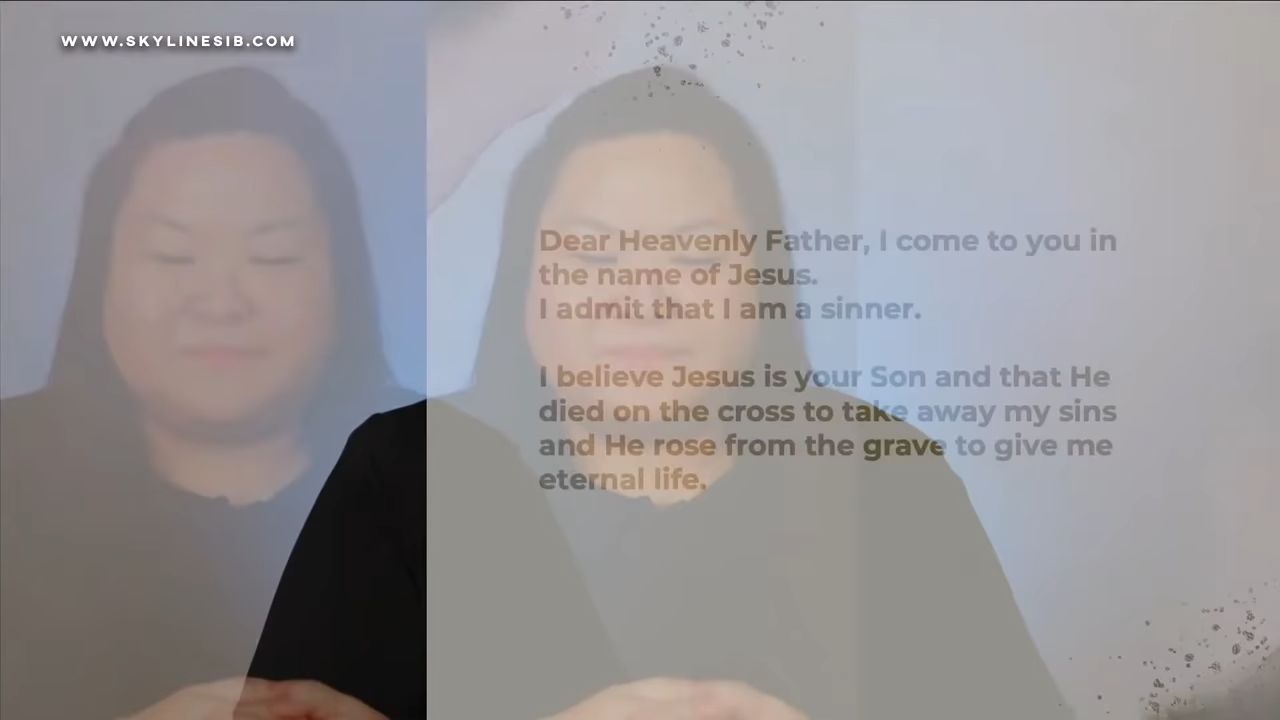 WWW.SKYLINESIB.COM
Dear Heavenly Father, I come to you in
the name of Jesus.
I admit that I am a sinner.
I believe Jesus is your Son and that He
died on the cross to take away my sins
and He rose from the grave to give me
eternal life.